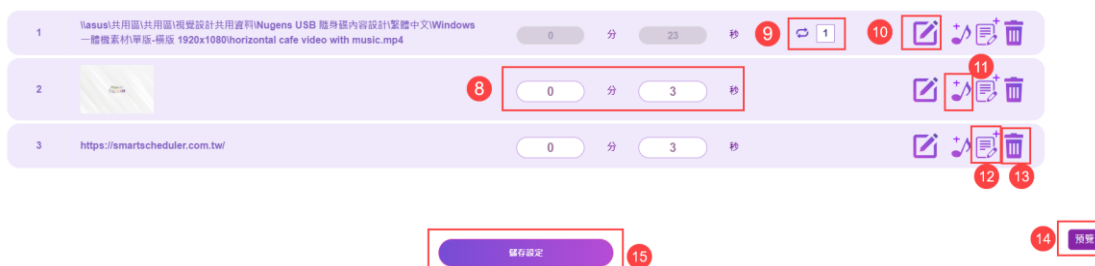 1
\\asus\共用區\共用區\視覺設計共用資料\Nugens USB 隨身碟內容設計\繁體中文\Windows
一體機素材\單版-橫版 1920x1080\horizontal cafe video with music.mp4
0 分 23 秒
9
1
10
2
8
0 分 3 秒
11
3
https://smartscheduler.com.tw/
0 分 3 秒
12
13
14
預覽
儲存設定
15